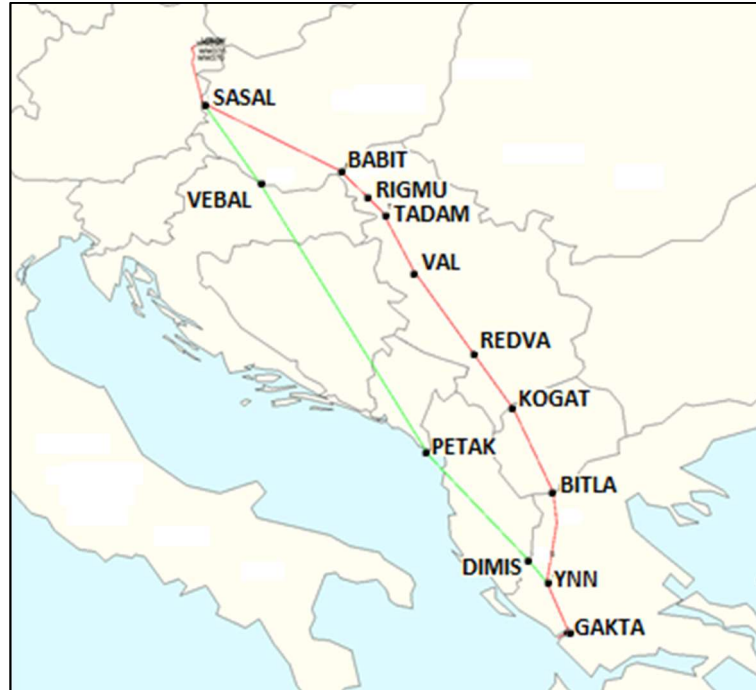 SASAL
BABIT
VEBAL
RIGMU
TADAM
VAL
REDVA
KOGAT
PETAK
BITLA
DIMIS
YNN
GAKTA